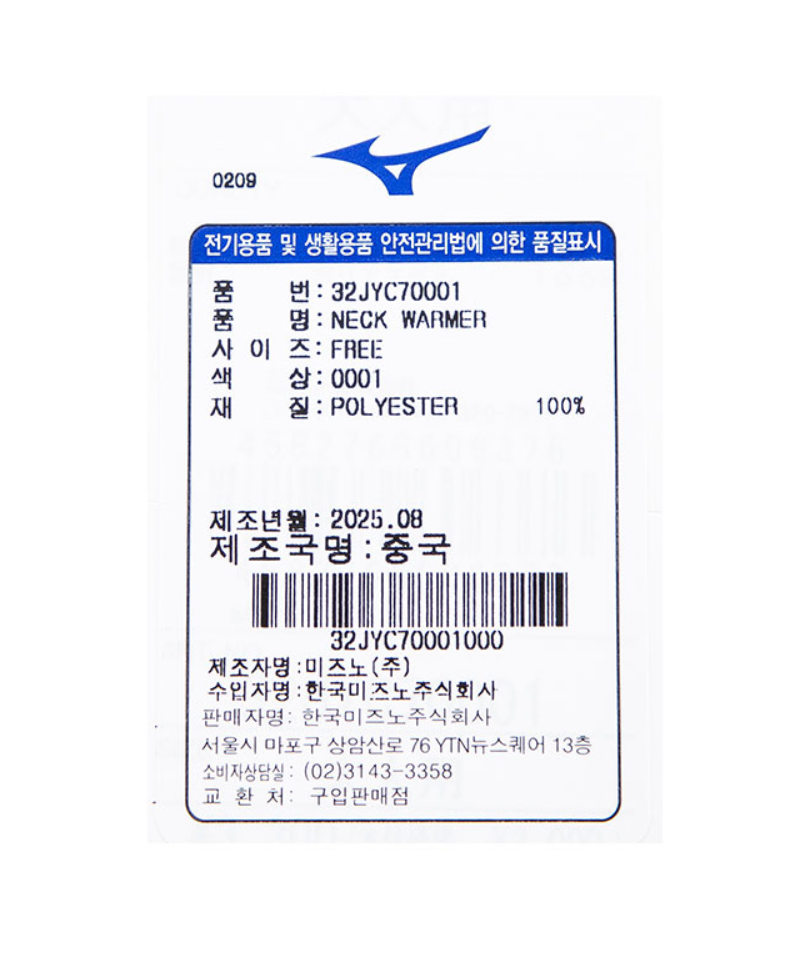 0209
전기용품 및 생활용품 안전관리법에 의한 품질표시
품 번 : 32JYC70001
품 명 : NECK WARMER
사 이 즈 : FREE
색 상 : 0001
재 질 : POLYESTER 100%
제조년월 : 2025.08
제조국명 : 중국
32JYC70001000
제조자명 : 미즈노(주)
수입자명 : 한국미즈노주식회사
판매자명: 한국미즈노주식회사
서울시 마포구 상암산로 76 YTN뉴스퀘어 13층
소비자상담실 : (02)3143-3358
교 환 처: 구입판매점